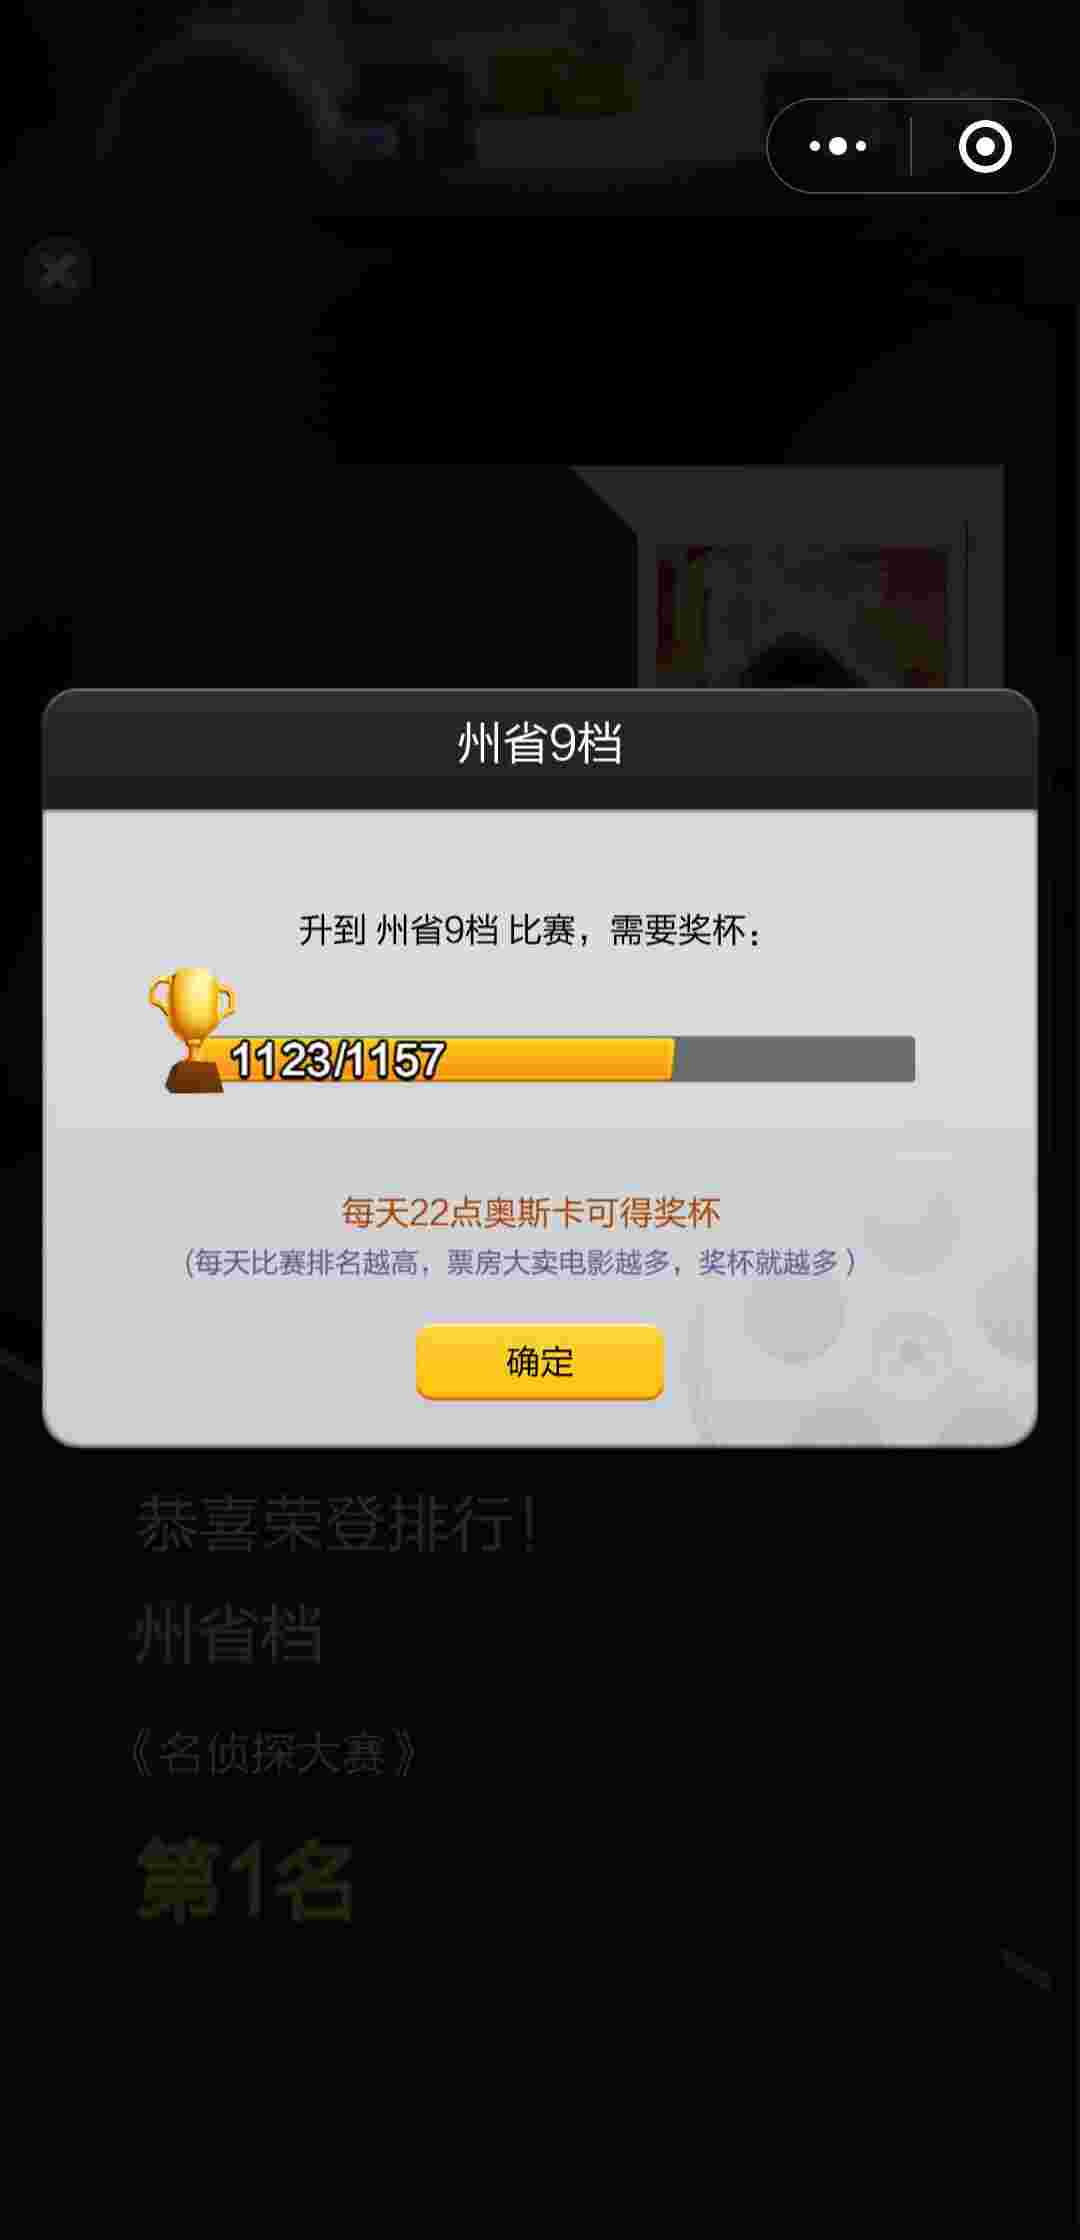 州省9档
升到 州省9档 比赛，需要奖杯：
1123/1157
每天22点奥斯卡可得奖杯
(每天比赛排名越高，票房大卖电影越多，奖杯就越多)
确定
恭喜荣登排行！
州省档
《名侦探大赛》
第1名